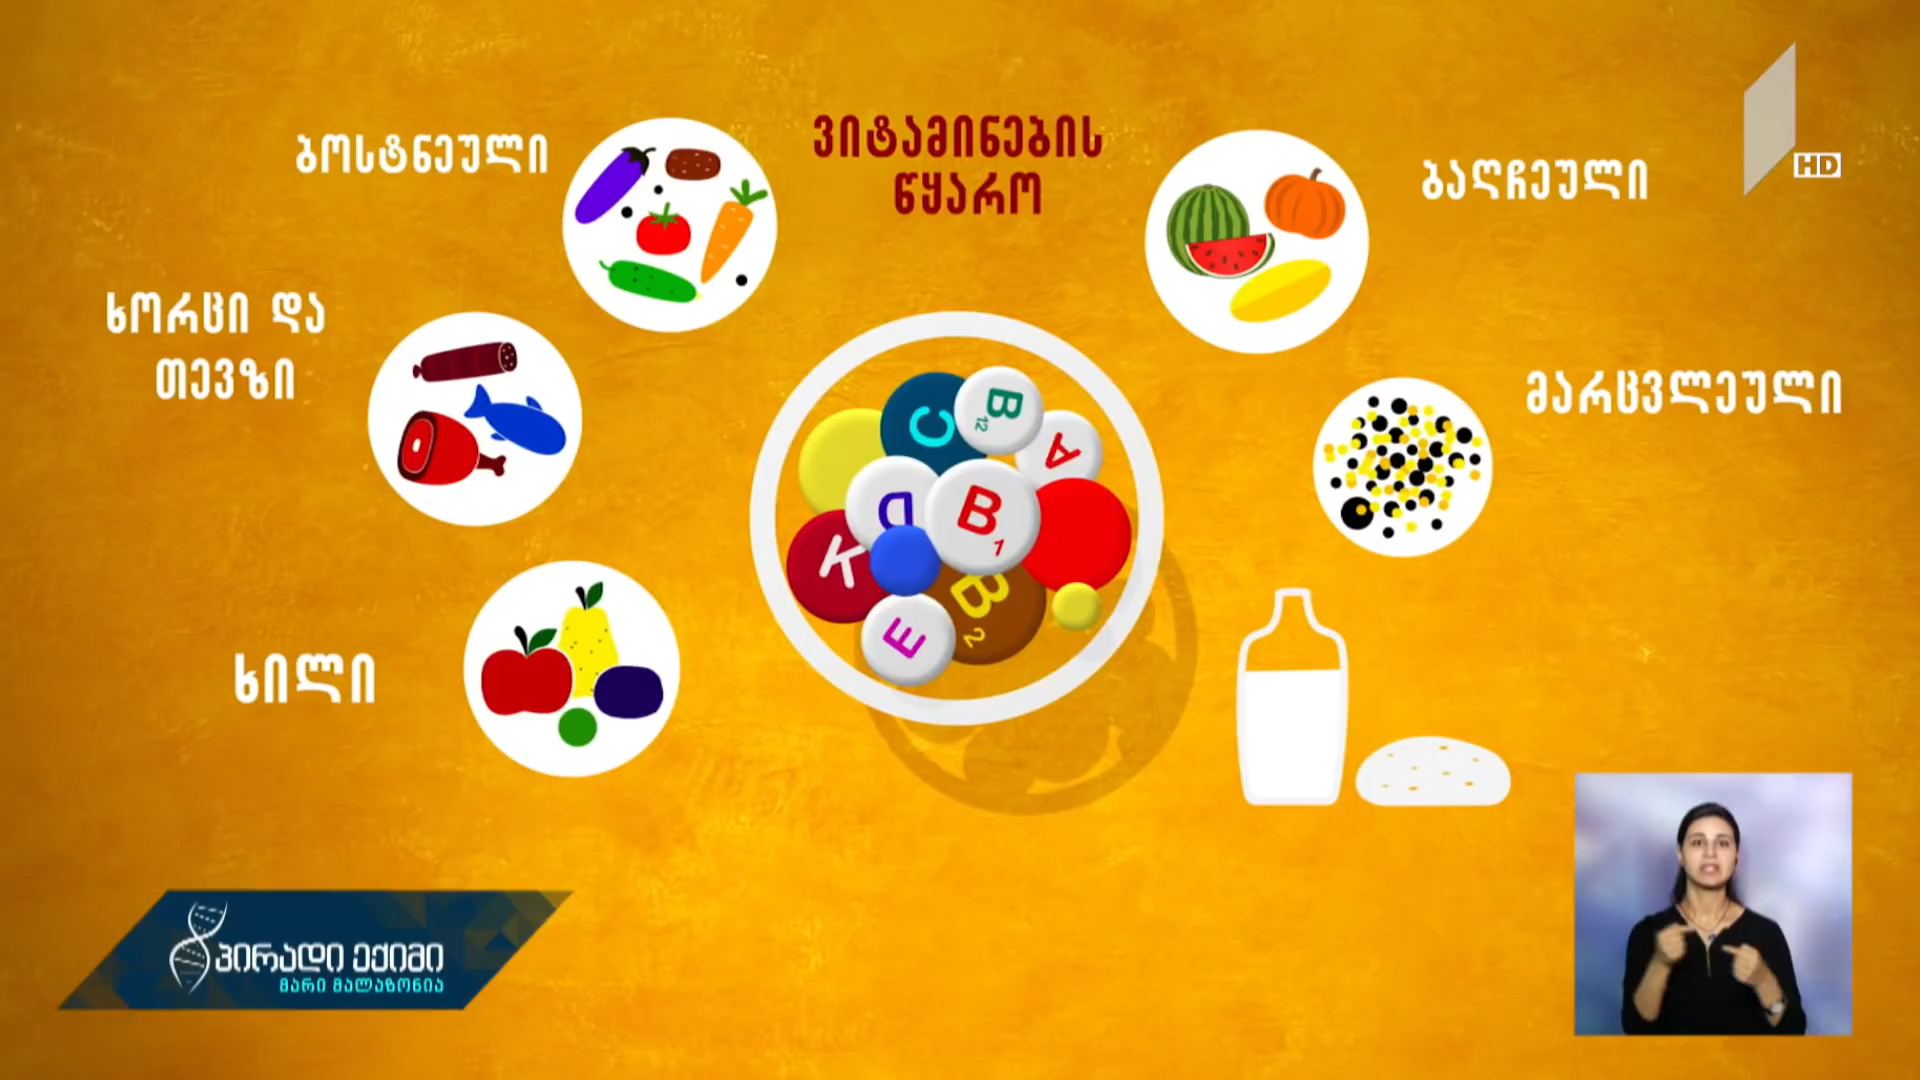 ვიტამინების
წყარო
ბოსტნეული
ბაღჩეული
ხორცი და
თევზი
მარცვლეული
ხილი
C
B
12
A
D
B
1
K
B
2
E
HD
პირადი ექიმი
მარი მალაზონია